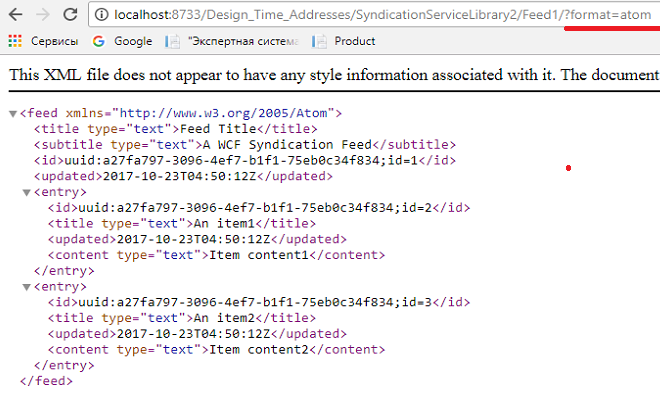 localhost:8733/Design_Time_Addresses/SyndicationServiceLibrary2/Feed1/?format=atom
Сервисы Google "Экспертная система Product
This XML file does not appear to have any style information associated with it. The document
<feed xmlns="http://www.w3.org/2005/Atom">
<title type="text">Feed Title</title>
<subtitle type="text">A WCF Syndication Feed</subtitle>
<id>uuid:a27fa797-3096-4ef7-b1f1-75eb0c34f834;id=1</id>
<updated>2017-10-23T04:50:12Z</updated>
<entry>
<id>uuid:a27fa797-3096-4ef7-b1f1-75eb0c34f834;id=2</id>
<title type="text">An item1</title>
<updated>2017-10-23T04:50:12Z</updated>
<content type="text">Item content1</content>
</entry>
<entry>
<id>uuid:a27fa797-3096-4ef7-b1f1-75eb0c34f834;id=3</id>
<title type="text">An item2</title>
<updated>2017-10-23T04:50:12Z</updated>
<content type="text">Item content2</content>
</entry>
</feed>